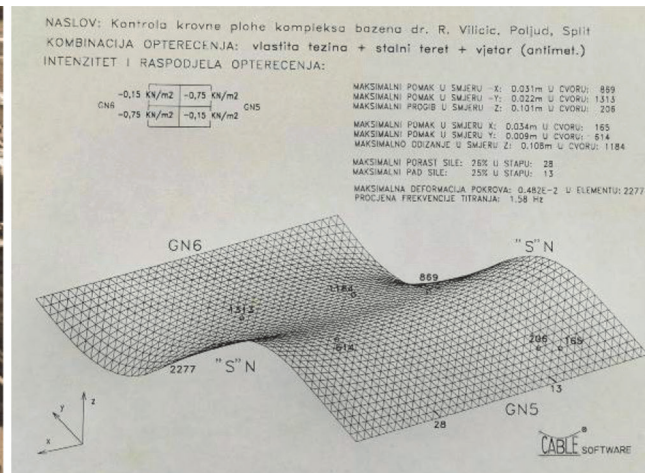 NASLOV: Kontrola krovne plohe kompleksa bazena dr. R. Vilicic, Poljud, Split
KOMBINACIJA OPTERECENJA: vlastita tezina + stalni teret + vjetar (antimet.)
INTENZITET I RASPODJELA OPTERECENJA:
-0,15 KN/m2 -0,75 KN/m2
GN6 GN5
-0,75 KN/m2 -0,15 KN/m2
MAKSIMALNI POMAK U SMJERU -X: 0.031m U CVORU: 869
MAKSIMALNI POMAK U SMJERU -Y: 0.022m U CVORU: 1313
MAKSIMALNI PROGIB U SMJERU -Z: 0.101m U CVORU: 206
MAKSIMALNI POMAK U SMJERU X: 0.034m U CVORU: 165
MAKSIMALNI POMAK U SMJERU Y: 0.009m U CVORU: 614
MAKSIMALNO ODIZANJE U SMJERU Z: 0.108m U CVORU: 1184
MAKSIMALNI PORAST SILE: 26% U STAPU: 28
MAKSIMALNI PAD SILE: 25% U STAPU: 13
MAKSIMALNA DEFORMACIJA POKROVA: 0.482E-2 U ELEMENTU: 2277
PROCJENA FREKVENCIJE TITRANJA: 1.58 Hz
GN6
"S"N
869
1184
1313
614
206 165
2277
"S"N
13
GN5
28
z
y
x
CABLE SOFTWARE